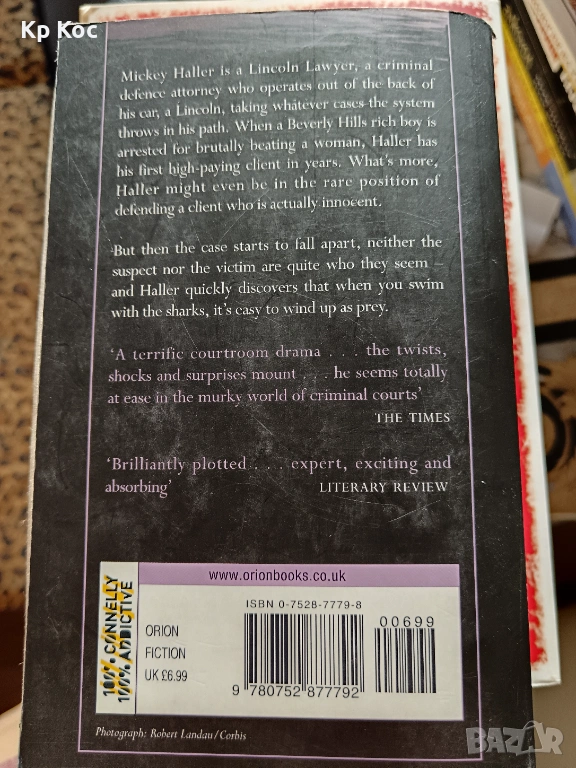 Kp Koc
Mickey Haller is a Lincoln Lawyer, a criminal
defence attorney who operates out of the back of
his car, a Lincoln, taking whatever cases the system
throws in his path. When a Beverly Hills rich boy is
arrested for brutally beating a woman, Haller has
his first high-paying client in years. What's more,
Haller might even be in the rare position of
defending a client who is actually innocent.
But then the case starts to fall apart, neither the
suspect nor the victim are quite who they seem –
and Haller quickly discovers that when you swim
with the sharks, it's easy to wind up as prey.
'A terrific courtroom drama . . . the twists,
shocks and surprises mount . . . he seems totally
at ease in the murky world of criminal courts'
THE TIMES
'Brilliantly plotted . . . expert, exciting and
absorbing' LITERARY REVIEW
www.orionbooks.co.uk
100% CONNELLY
100% ADDICTIVE
ORION
FICTION
UK £6.99
ISBN 0-7528-7779-8
00699
9 780752 877792
Photograph: Robert Landau/Corbis
BAZAR